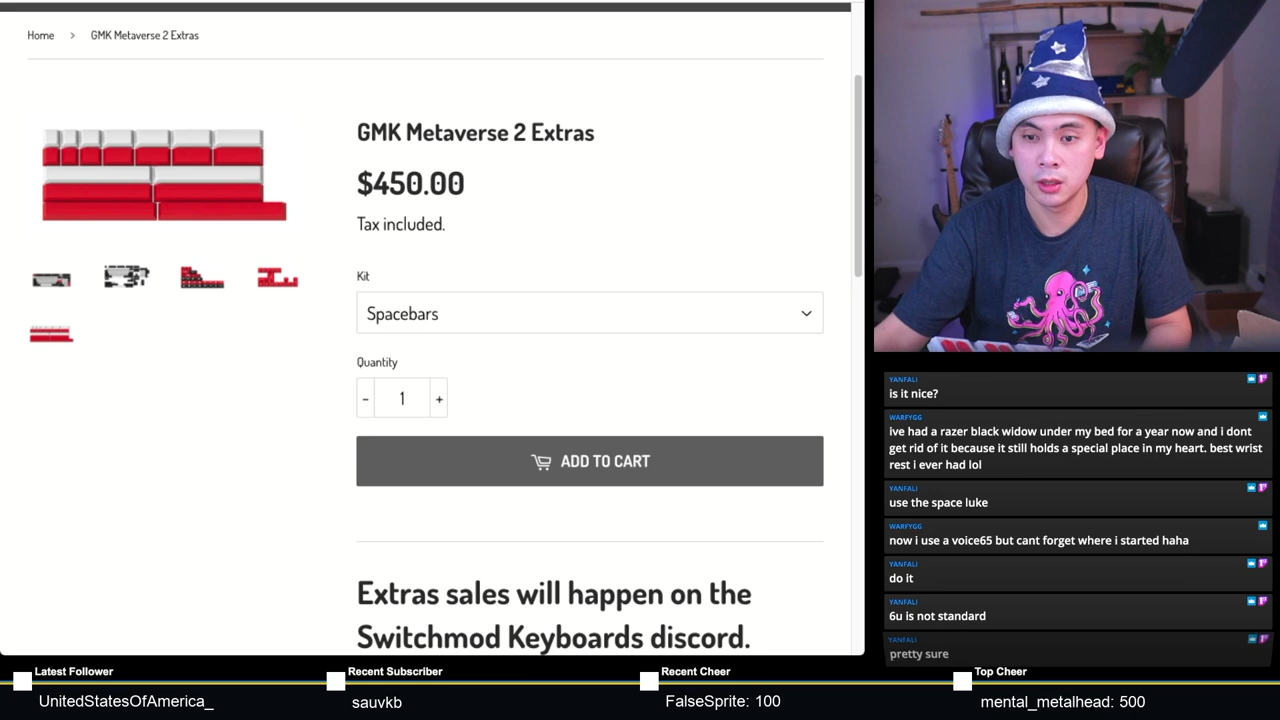 Home > GMK Metaverse 2 Extras
GMK Metaverse 2 Extras
$450.00
Tax included.
Kit
Spacebars
Quantity
- 1 +
ADD TO CART
Extras sales will happen on the
Switchmod Keyboards discord.
YANFALI
is it nice?
WARFYGG
ive had a razer black widow under my bed for a year now and i dont
get rid of it because it still holds a special place in my heart. best wrist
rest i ever had lol
YANFALI
use the space luke
WARFYGG
now i use a voice65 but cant forget where i started haha
YANFALI
do it
YANFALI
6u is not standard
YANFALI
pretty sure
Latest Follower
UnitedStatesOfAmerica_
Recent Subscriber
sauvkb
Recent Cheer
FalseSprite: 100
Top Cheer
mental_metalhead: 500